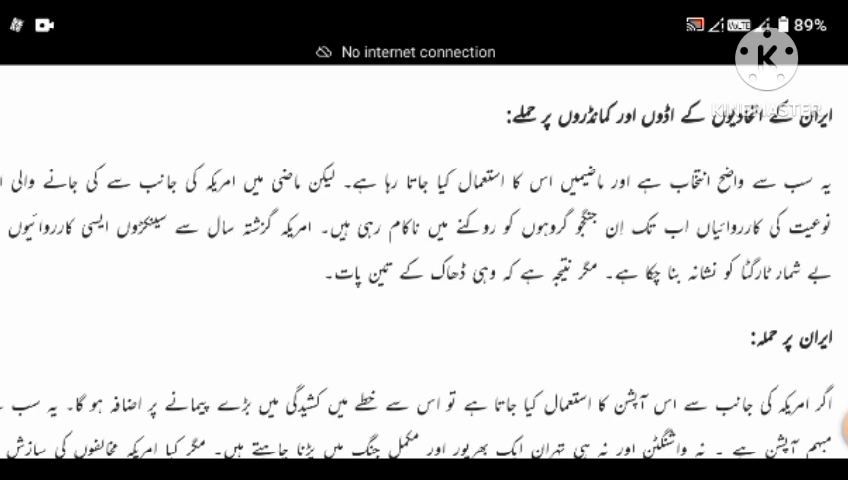 89%
No internet connection
K
KINEMASTER
ایران کے اتحادیوں کے اڈوں اور کمانڈروں پر حملے:
یہ سب سے واضح انتخاب ہے اور ماضیمیں اس کا استعمال کیا جاتا رہا ہے۔ لیکن ماضی میں امریکہ کی جانب سے کی جانے والی
نوعیت کی کارروائیاں اب تک اِن جنگجو گروہوں کو روکنے میں ناکام رہی ہیں۔ امریکہ گزشتہ سال سے سینکڑوں ایسی کارروائیوں
بے شمار ٹارگٹا کو نشانہ بنا چکا ہے۔ مگر نتیجہ ہے کہ وہی ڈھاک کے تین پات۔
ایران پر حملہ:
اگر امریکہ کی جانب سے اس آپشن کا استعمال کیا جاتا ہے تو اس سے خطے میں کشیدگی میں بڑے پیمانے پر اضافہ ہو گا۔ یہ سب
مبہم آپشن ہے ۔ نہ واشنگٹن اور نہ ہی تہران ایک بھرپور اور مکمل جنگ میں پڑنا چاہتے ہیں۔ مگر کیا امریکہ مخالفوں کی سازش